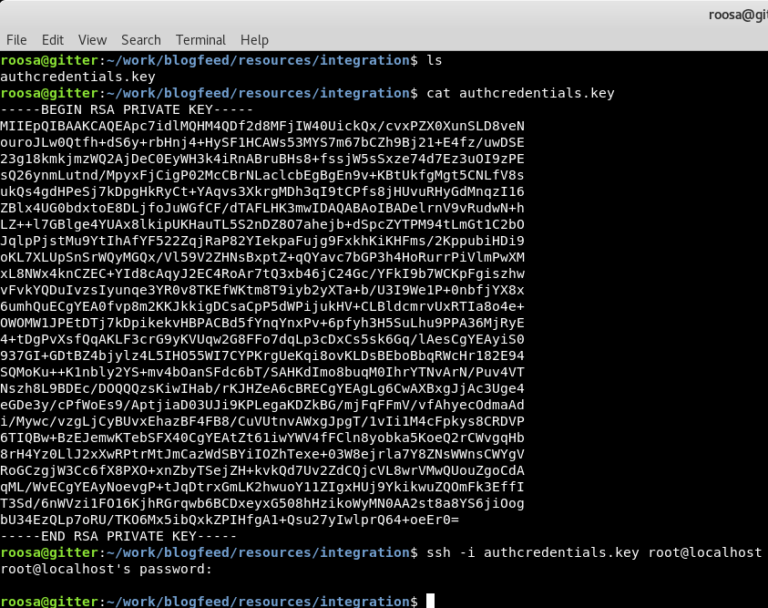 roosa@git
File Edit View Search Terminal Help
roosa@gitter:~/work/blogfeed/resources/integration$ ls
authcredentials.key
roosa@gitter:~/work/blogfeed/resources/integration$ cat authcredentials.key
-----BEGIN RSA PRIVATE KEY-----
MIIEpQIBAAKCAQEApc7idlMQHM4QDf2d8MFjIW40UickQx/cvxPZX0XunSLD8veN
ouroJLw0Qtfh+dS6y+rbHnj4+HySF1HCAWs53MYS7m67bCZh9Bj21+E4fz/uwDSE
23g18kmkjmzWQ2AjDeC0EyWH3k4iRnABruBHs8+fssjW5sSxze74d7Ez3uOI9zPE
sQ26ynmLutnd/MpyxFjCigP02McCBrNLaclcbEgBgEn9v+KBtUkfgMgt5CNLfV8s
ukQs4gdHPeSj7kDpgHkRyCt+YAqvs3XkrgMDh3qI9tCPfs8jHUvuRHyGdMnqzI16
ZBlx4UG0bdxtoE8DLjfoJuWGfCF/dTAFLHK3mwIDAQABAoIBADelrnV9vRudwN+h
LZ++l7GBlge4YUAx8lkipUKHauTL5S2nDZ8O7ahejb+dSpcZYTPM94tLmGt1C2bO
JqlpPjstMu9YtIhAfYF522ZqjRaP82YIekpaFujg9FxkhKiKHFms/2KppubiHDi9
oKL7XLUpSnSrWQyMGQx/Vl59V2ZHNsBxptZ+qQYavc7bGP3h4HoRurrPiVlmPwXM
xL8NWx4knCZEC+YId8cAqyJ2EC4RoAr7tQ3xb46jC24Gc/YFkI9b7WCKpFgiszhw
vFvkYQDuIvzsIyunqe3YR0v8TKEfWKtm8T9iyb2yXTa+b/U3I9We1P+0nbfjYX8x
6umhQuECgYEA0fvp8m2KKJkkigDCsaCpP5dWPijukHV+CLBldcmrvUxRTIa8o4e+
OWOMW1JPEtDTj7kDpikekvHBPACBd5fYnqYnxPv+6pfyh3H5SuLhu9PPA36MjRyE
4+tDgPvXsfQqAKLF3crG9yKVUqw2G8FFo7dqLp3cDxCs5sk6Gq/lAesCgYEAyiS0
937GI+GDtBZ4bjylz4L5IHO55WI7CYPKrgUeKqi8ovKLDsBEboBbqRWcHr182E94
SQMoKu++K1nbly2YS+mv4bOanSFdc6bT/SAHKdImo8buqM0IhrYTNvArN/Puv4VT
Nszh8L9BDEc/DOQQQzsKiwIHab/rKJHZeA6cBRECgYEAgLg6CwAXBxgJjAc3Uge4
eGDe3y/cPfWoEs9/AptjiaD03UJi9KPLegaKDZkBG/mjFqFFmV/vfAhyecOdmaAd
i/Mywc/vzgLjCyBUvxEhazBF4FB8/CuVUtnvAWxgJpgT/1vIi1M4cFpkys8CRDVP
6TIQBw+BzEJemwKTebSFX40CgYEAtZt61iwYWV4fFCln8yobka5KoeQ2rCWvgqHb
8rH4Yz0LlJ2xXwRPtrMtJmCazWdSBYiIOZhTexe+03W8ejrla7Y8ZNsWWnsCWYgV
RoGCzgjW3Cc6fX8PXO+xnZbyTSejZH+kvkQd7Uv2ZdCQjcVL8wrVMwQUouZgoCdA
qML/WvECgYEAyNoevgP+tJqDtrxGmLK2hwuoY11ZIgxHUj9YkikwuZQOmFk3EffI
T3Sd/6nWVzi1FO16KjhRGrqwb6BCDxeyxG508hHzikoWyMN0AA2st8a8YS6jiOog
bU34EzQLp7oRU/TKO6Mx5ibQxkZPIHfgA1+Qsu27yIwlprQ64+oeEr0=
-----END RSA PRIVATE KEY-----
roosa@gitter:~/work/blogfeed/resources/integration$ ssh -i authcredentials.key root@localhost
root@localhost's password:
roosa@gitter:~/work/blogfeed/resources/integration$